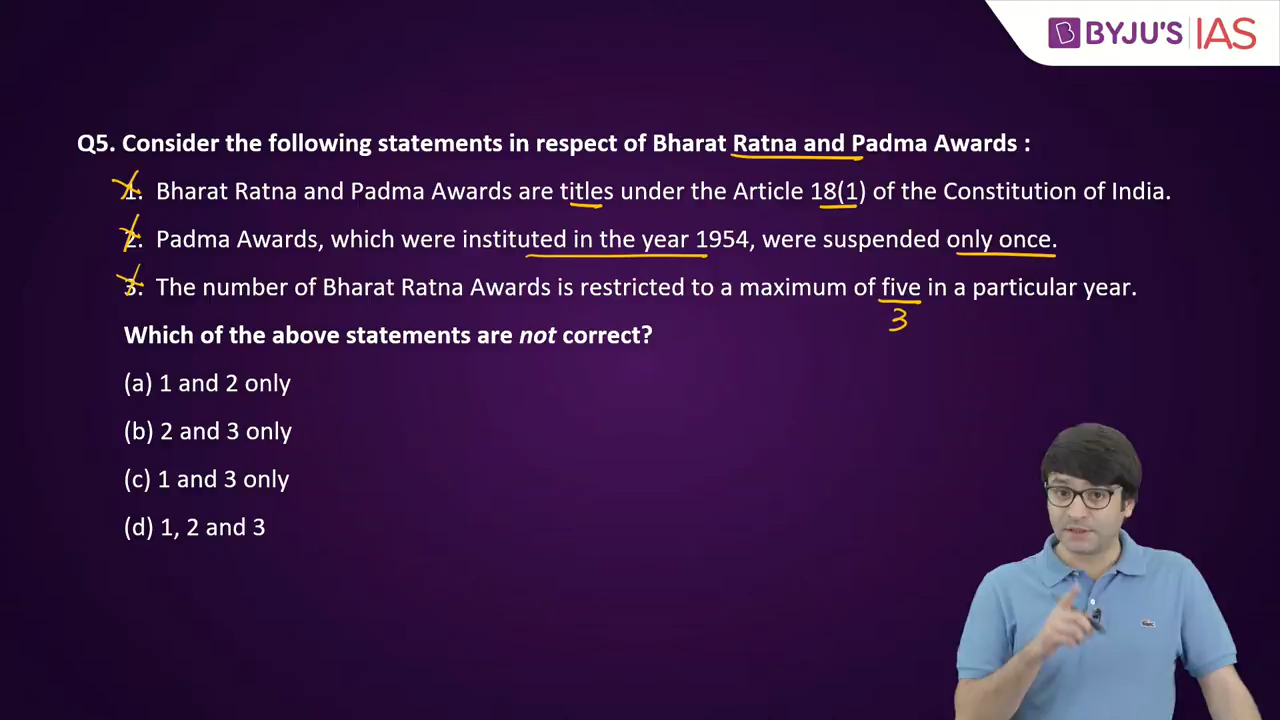 BYJU'S IAS
Q5. Consider the following statements in respect of Bharat Ratna and Padma Awards :
1. Bharat Ratna and Padma Awards are titles under the Article 18(1) of the Constitution of India.
2. Padma Awards, which were instituted in the year 1954, were suspended only once.
3. The number of Bharat Ratna Awards is restricted to a maximum of five in a particular year.
3
Which of the above statements are not correct?
(a) 1 and 2 only
(b) 2 and 3 only
(c) 1 and 3 only
(d) 1, 2 and 3